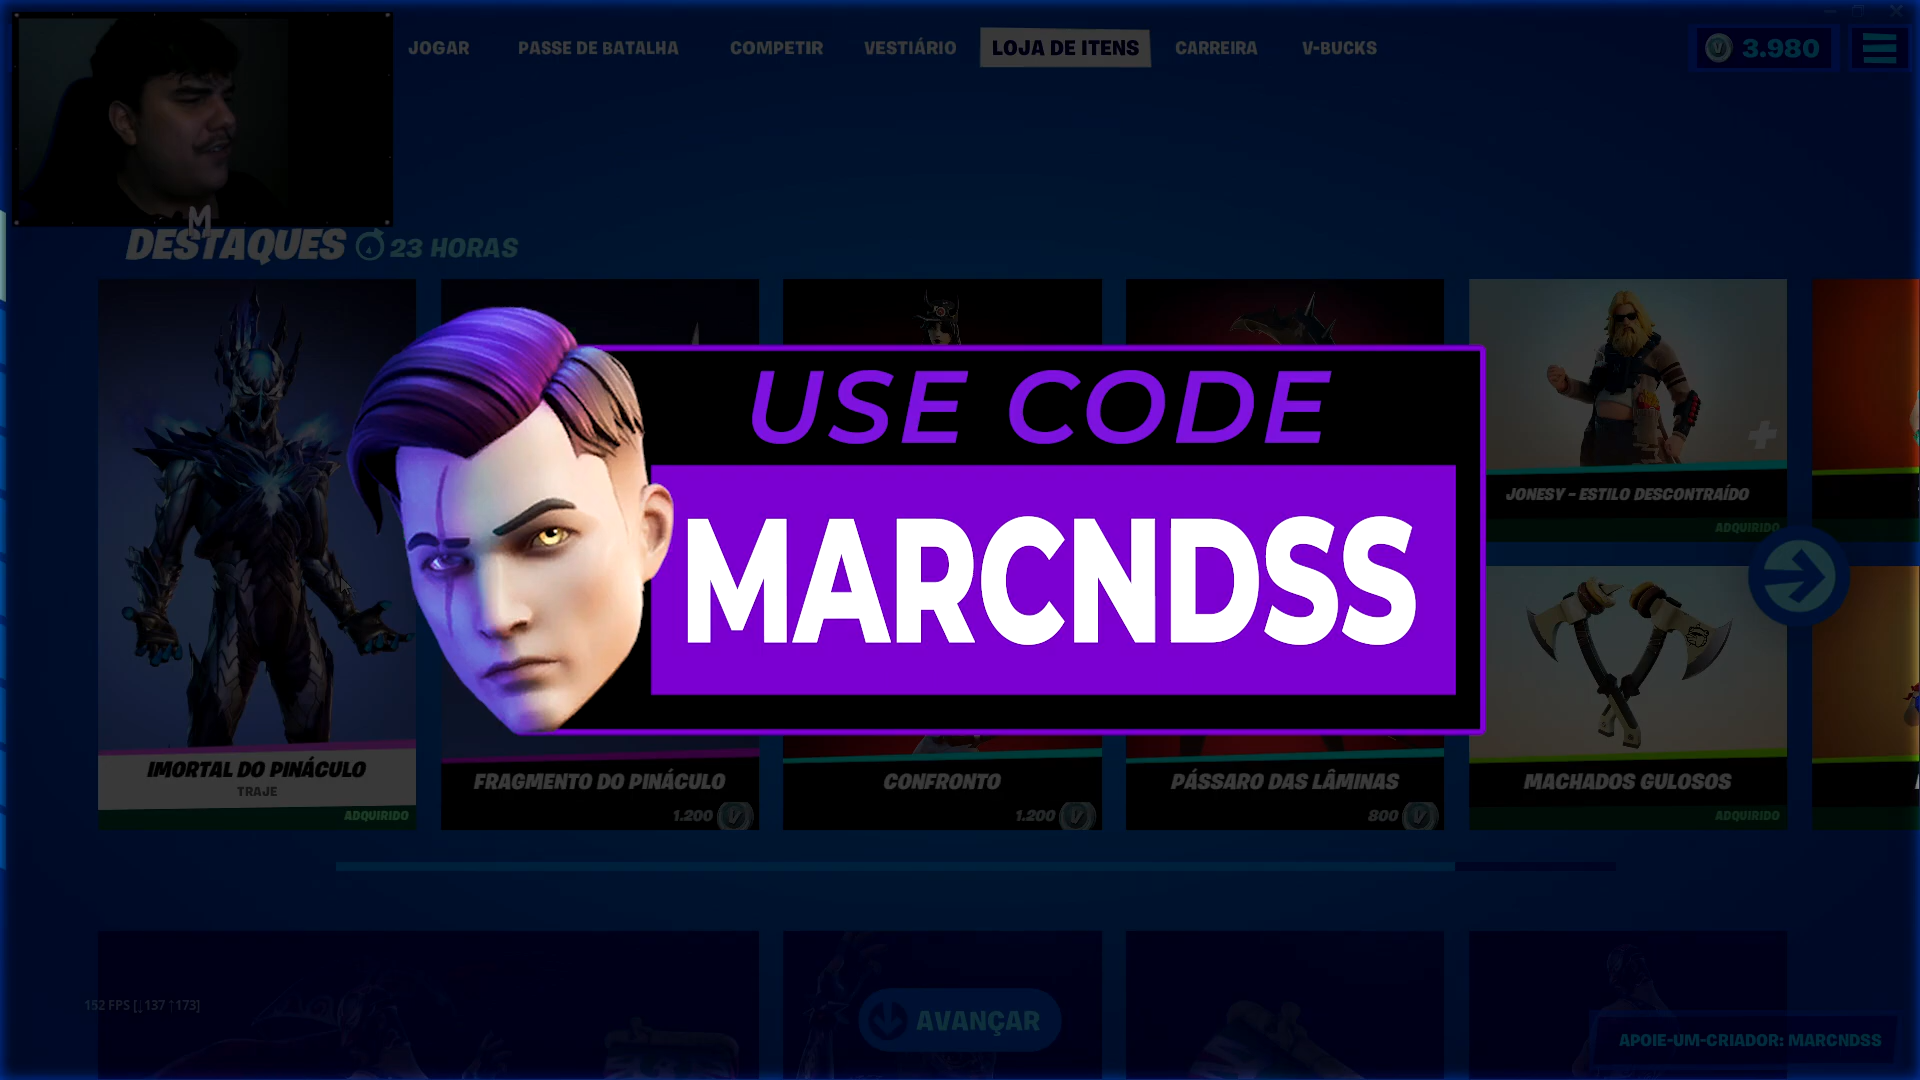 JOGAR PASSE DE BATALHA COMPETIR VESTIÁRIO LOJA DE ITENS CARREIRA V-BUCKS 3.980
M
DESTAQUES 23 HORAS
USE CODE
MARCNDSS
JONESY – ESTILO DESCONTRAÍDO
ADQUIRIDO
IMORTAL DO PINÁCULO
TRAJE
ADQUIRIDO
FRAGMENTO DO PINÁCULO
1.200
CONFRONTO
1.200
PÁSSARO DAS LÂMINAS
800
MACHADOS GULOSOS
ADQUIRIDO
152 FPS [↓137 ↑173]
AVANÇAR
APOIE-UM-CRIADOR: MARCNDSS